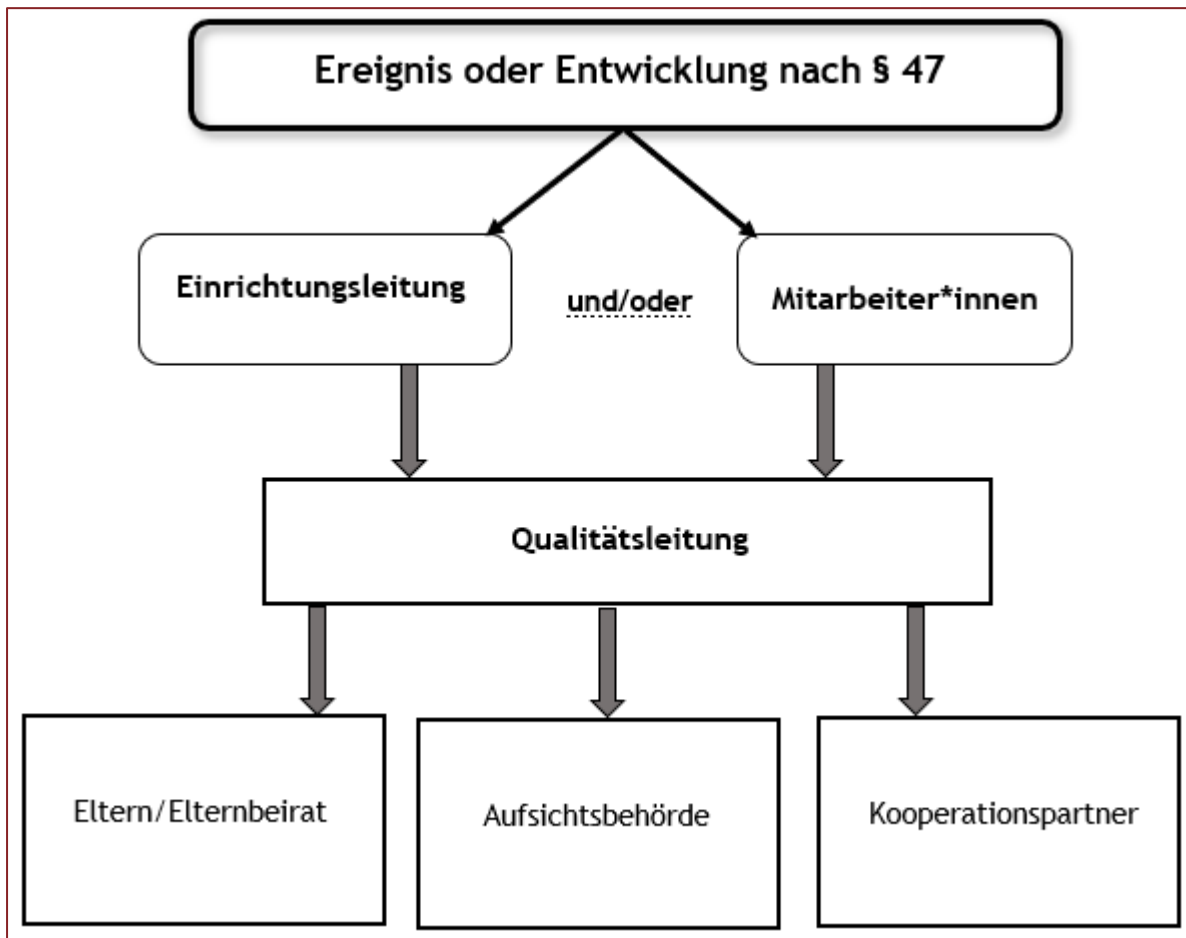 Ereignis oder Entwicklung nach § 47
Einrichtungsleitung
und/oder
Mitarbeiter*innen
Qualitätsleitung
Eltern/Elternbeirat
Aufsichtsbehörde
Kooperationspartner